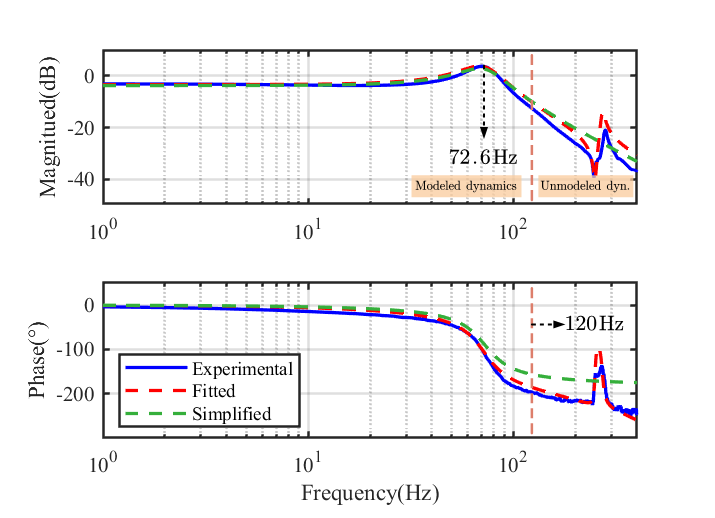 Magnitued(dB)
0
-20
-40
72.6Hz
Modeled dynamics
Unmodeled dyn.
10^0
10^1
10^2
Phase(°)
0
-100
-200
120Hz
Experimental
Fitted
Simplified
10^0
10^1
10^2
Frequency(Hz)